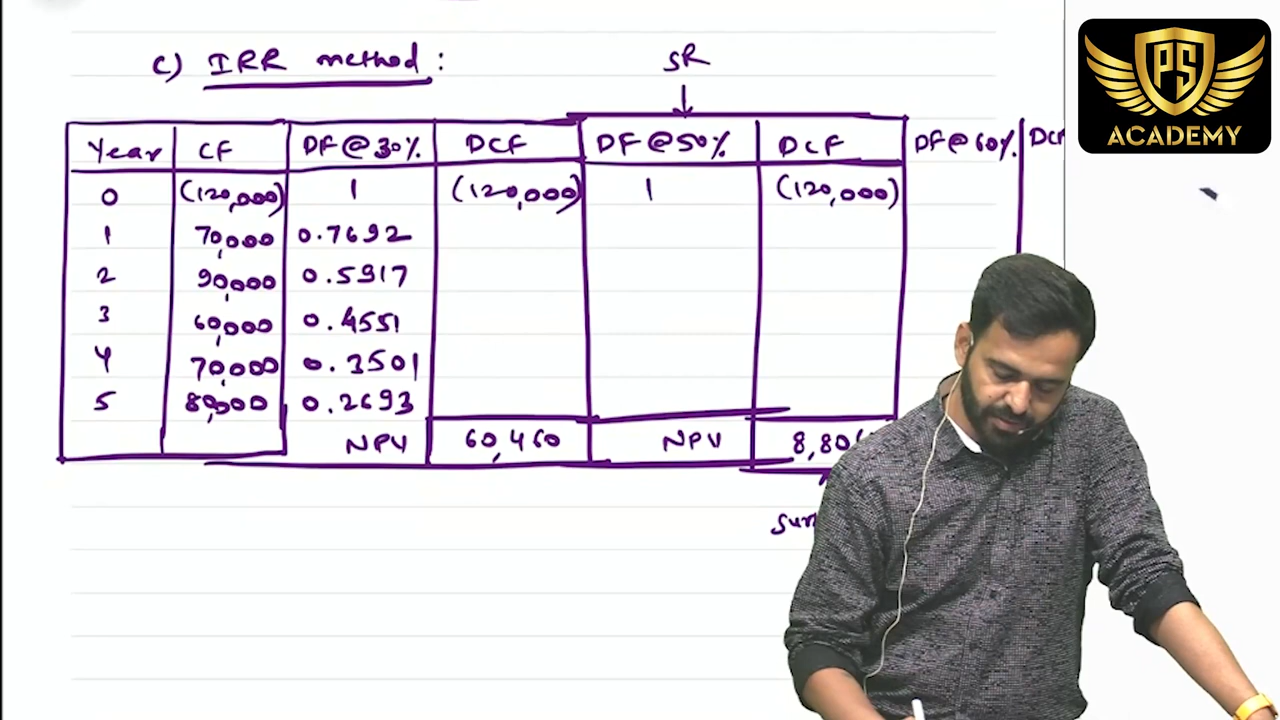 c) IRR method :
SR
Year CF DF @ 30% DCF DF @ 50% DCF DF @ 60%
0 (120,000) 1 (120,000) 1 (120,000)
1 70,000 0.7692
2 90,000 0.5917
3 60,000 0.4551
4 70,000 0.3501
5 80,000 0.2693
NPV 60,460 NPV
PS
ACADEMY